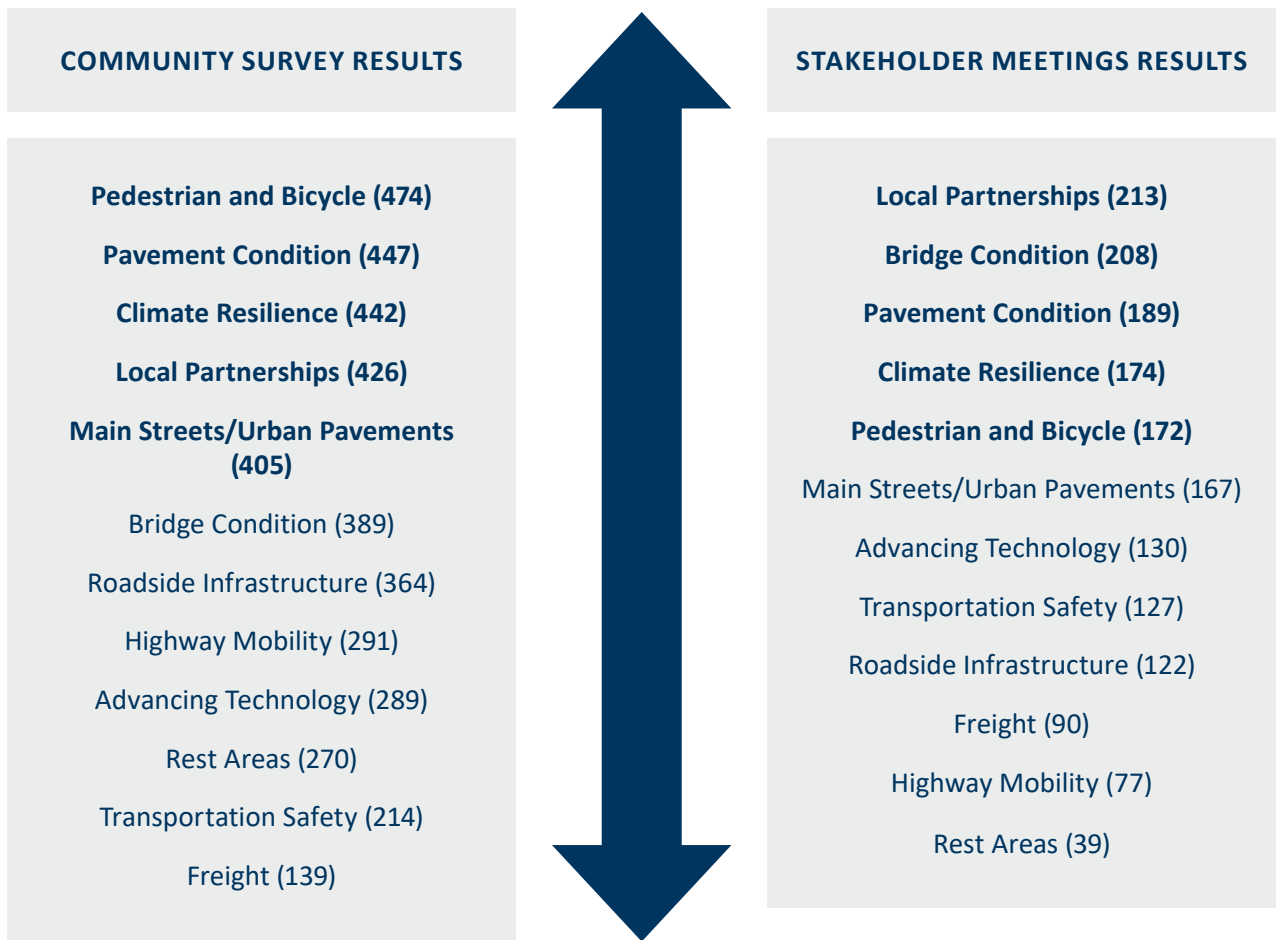 COMMUNITY SURVEY RESULTS
Pedestrian and Bicycle (474)
Pavement Condition (447)
Climate Resilience (442)
Local Partnerships (426)
Main Streets/Urban Pavements
(405)
Bridge Condition (389)
Roadside Infrastructure (364)
Highway Mobility (291)
Advancing Technology (289)
Rest Areas (270)
Transportation Safety (214)
Freight (139)
STAKEHOLDER MEETINGS RESULTS
Local Partnerships (213)
Bridge Condition (208)
Pavement Condition (189)
Climate Resilience (174)
Pedestrian and Bicycle (172)
Main Streets/Urban Pavements (167)
Advancing Technology (130)
Transportation Safety (127)
Roadside Infrastructure (122)
Freight (90)
Highway Mobility (77)
Rest Areas (39)